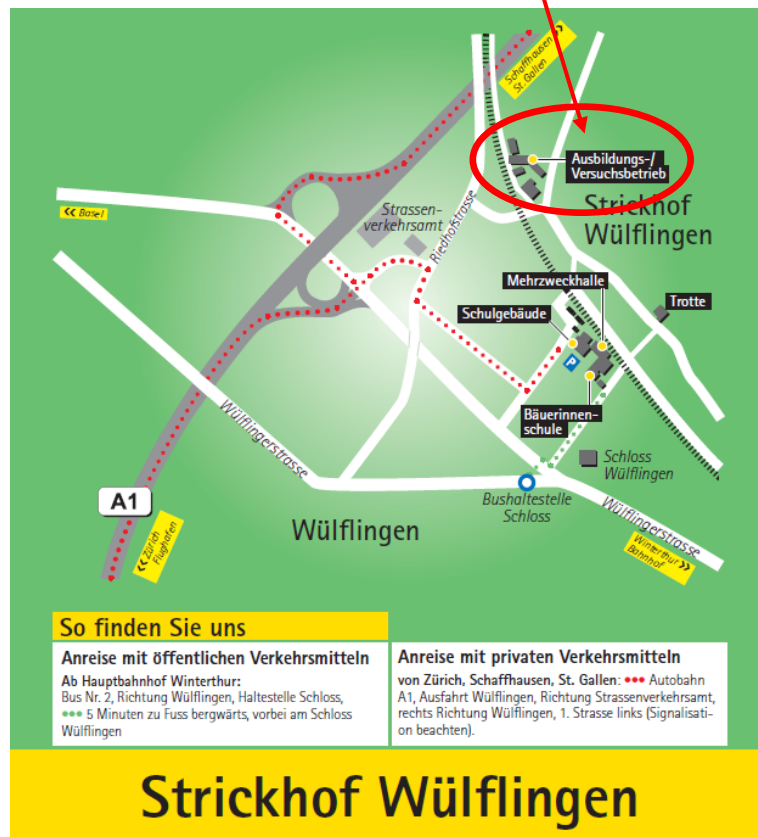 Schaffhausen >>
St. Gallen
Ausbildungs-/
Versuchsbetrieb
<< Basel
Strassen-
verkehrsamt
Riedhofstrasse
Strickhof
Wülflingen
Mehrzweckhalle
Trotte
Schulgebäude
P
Bäuerinnen-
schule
Wülflingerstrasse
Schloss
Wülflingen
A1
Bushaltestelle
Schloss
Wülflingerstrasse
<< Zürich
Flughafen
Wülflingen
Winterthur >>
Bahnhof
So finden Sie uns
Anreise mit öffentlichen Verkehrsmitteln
Ab Hauptbahnhof Winterthur:
Bus Nr. 2, Richtung Wülflingen, Haltestelle Schloss,
●●● 5 Minuten zu Fuss bergwärts, vorbei am Schloss
Wülflingen
Anreise mit privaten Verkehrsmitteln
von Zürich, Schaffhausen, St. Gallen: ●●● Autobahn
A1, Ausfahrt Wülflingen, Richtung Strassenverkehrsamt,
rechts Richtung Wülflingen, 1. Strasse links (Signalisati-
on beachten).
Strickhof Wülflingen